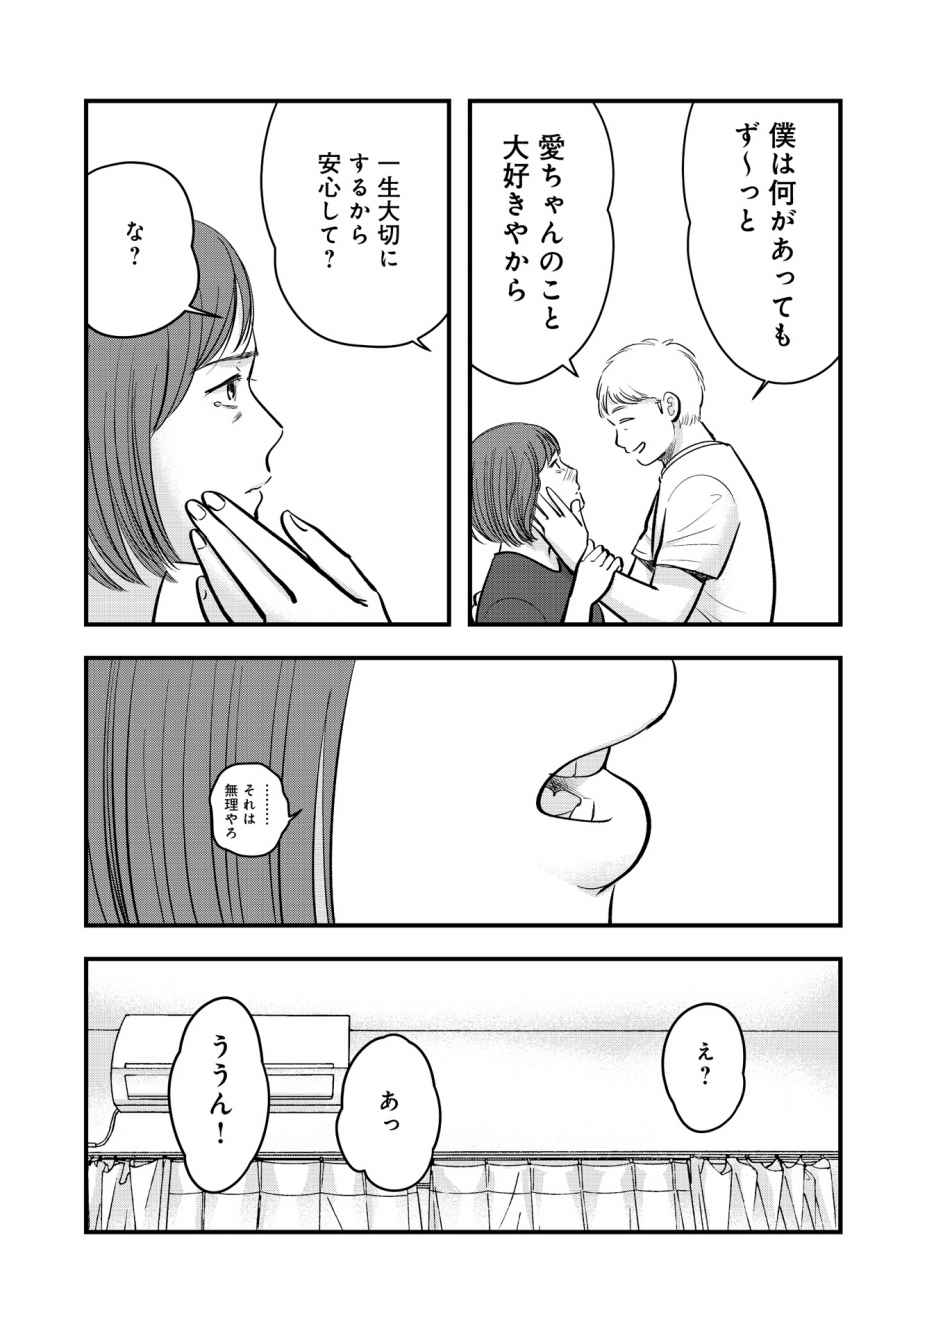 僕は何があっても
ず〜っと
愛ちゃんのこと
大好きやから
一生大切に
するから
安心して？
な？
………
それは
無理やろ
え？
あっ
ううん！